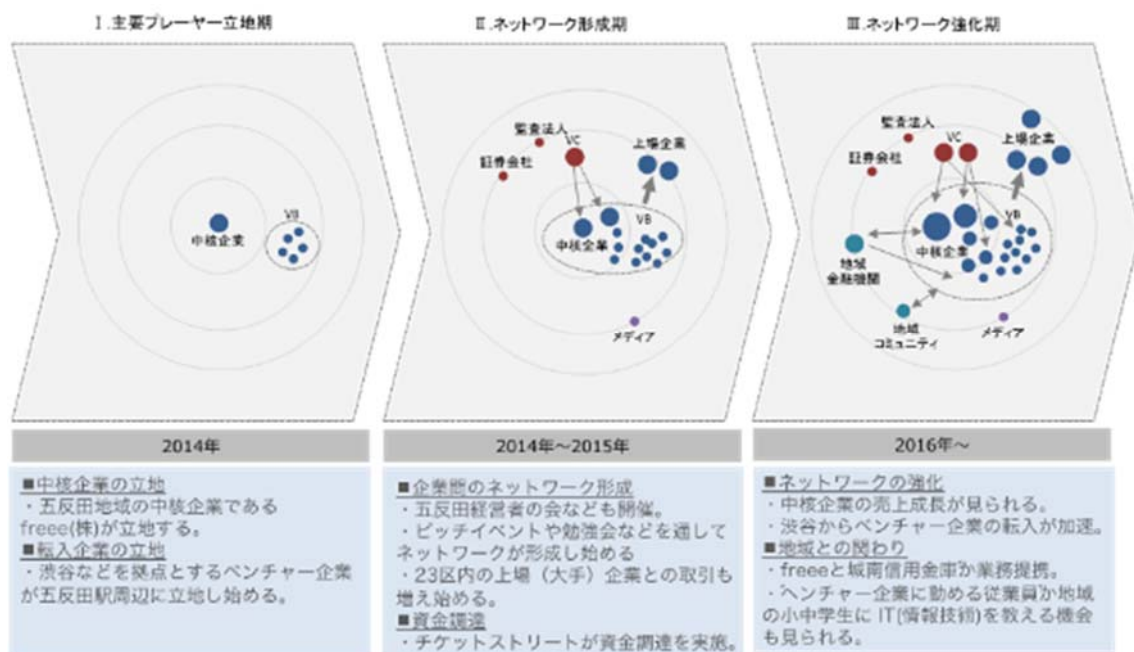 Ⅰ.主要プレーヤー立地期
中核企業
VB
2014年
■中核企業の立地
・五反田地域の中核企業である
freee(株)が立地する。
■転入企業の立地
・渋谷などを拠点とするベンチャー企業
が五反田駅周辺に立地し始める。
Ⅱ.ネットワーク形成期
監査法人
VC
証券会社
上場企業
VB
中核企業
メディア
2014年～2015年
■企業間のネットワーク形成
・五反田経営者の会なども開催。
・ピッチイベントや勉強会などを通して
ネットワークが形成し始める
・23区内の上場（大手）企業との取引も
増え始める。
■資金調達
・チケットストリートが資金調達を実施。
Ⅲ.ネットワーク強化期
監査法人
VC
証券会社
上場企業
VB
中核企業
地域
金融機関
地域
コミュニティ
メディア
2016年～
■ネットワークの強化
・中核企業の売上成長が見られる。
・渋谷からベンチャー企業の転入が加速。
■地域との関わり
・freeeと城南信用金庫が業務提携。
・ベンチャー企業に勤める従業員が地域
の小中学生に IT(情報技術)を教える機会
も見られる。